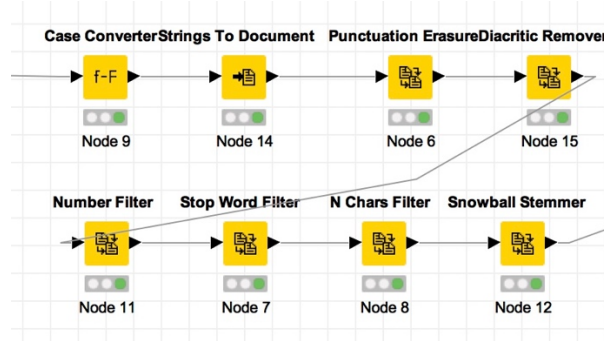 Case Converter Strings To Document Punctuation Erasure Diacritic Remover
f-F
Node 9 Node 14 Node 6 Node 15
Number Filter Stop Word Filter N Chars Filter Snowball Stemmer
Node 11 Node 7 Node 8 Node 12